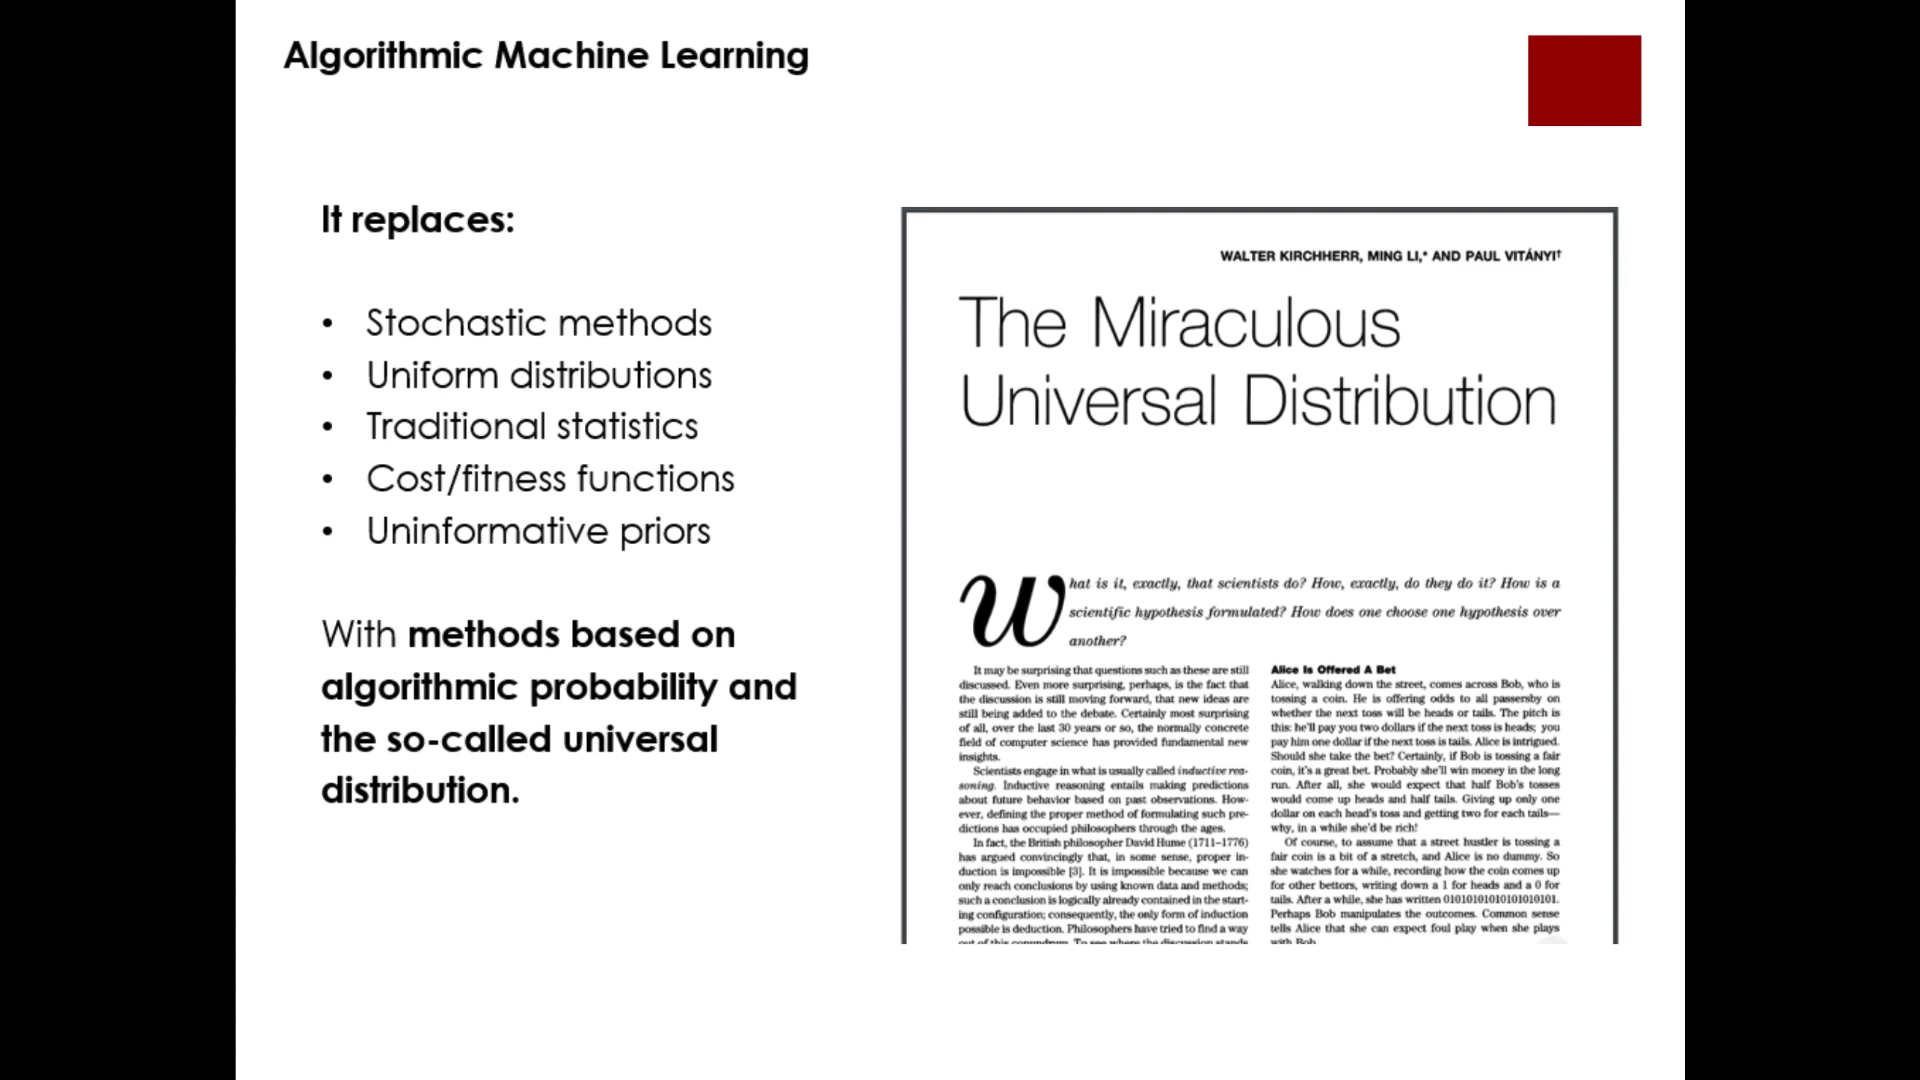 Algorithmic Machine Learning
It replaces:
• Stochastic methods
• Uniform distributions
• Traditional statistics
• Cost/fitness functions
• Uninformative priors
With methods based on
algorithmic probability and
the so-called universal
distribution.
WALTER KIRCHHERR, MING LI,* AND PAUL VITÁNYI†
The Miraculous
Universal Distribution
What is it, exactly, that scientists do? How, exactly, do they do it? How is a
scientific hypothesis formulated? How does one choose one hypothesis over
another?
It may be surprising that questions such as these are still
discussed. Even more surprising, perhaps, is the fact that
the discussion is still moving forward, that new ideas are
still being added to the debate. Certainly most surprising
of all, over the last 30 years or so, the normally concrete
field of computer science has provided fundamental new
insights.
Scientists engage in what is usually called inductive rea-
soning. Inductive reasoning entails making predictions
about future behavior based on past observations. How-
ever, defining the proper method of formulating such pre-
dictions has occupied philosophers through the ages.
In fact, the British philosopher David Hume (1711–1776)
has argued convincingly that, in some sense, proper in-
duction is impossible [3]. It is impossible because we can
only reach conclusions by using known data and methods;
such a conclusion is logically already contained in the start-
ing configuration; consequently, the only form of induction
possible is deduction. Philosophers have tried to find a way
out of this conundrum. To see where the discussion stands
Alice Is Offered A Bet
Alice, walking down the street, comes across Bob, who is
tossing a coin. He is offering odds to all passersby on
whether the next toss will be heads or tails. The pitch is
this: he'll pay you two dollars if the next toss is heads; you
pay him one dollar if the next toss is tails. Alice is intrigued.
Should she take the bet? Certainly, if Bob is tossing a fair
coin, it's a great bet. Probably she'll win money in the long
run. After all, she would expect that half Bob's tosses
would come up heads and half tails. Giving up only one
dollar on each head's toss and getting two for each tails—
why, in a while she'd be rich!
Of course, to assume that a street hustler is tossing a
fair coin is a bit of a stretch, and Alice is no dummy. So
she watches for a while, recording how the coin comes up
for other bettors, writing down a 1 for heads and a 0 for
tails. After a while, she has written 01010101010101010101.
Perhaps Bob manipulates the outcomes. Common sense
tells Alice that she can expect foul play when she plays
with Bob.